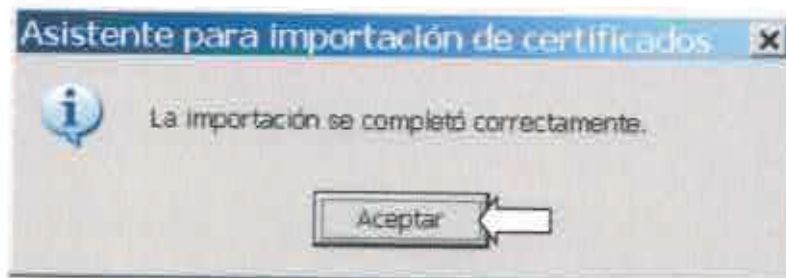 Asistente para importación de certificados
La importación se completó correctamente.
Aceptar